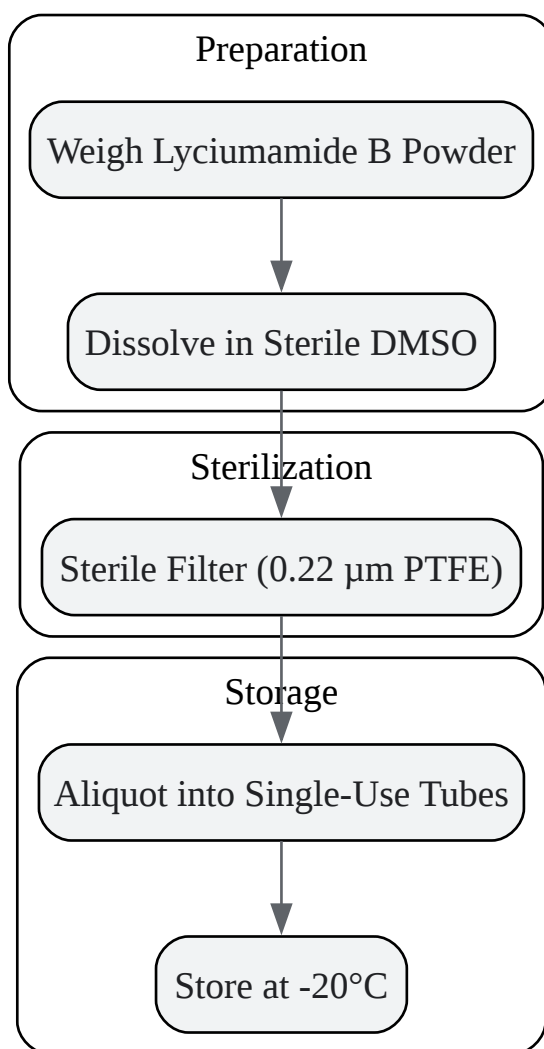 Preparation
Weigh Lyciumamide B Powder
Dissolve in Sterile DMSO
Sterilization
Sterile Filter (0.22 µm PTFE)
Storage
Aliquot into Single-Use Tubes
Store at -20°C